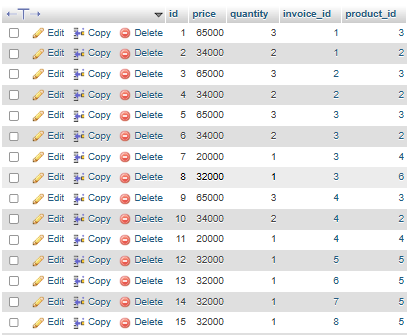 id price quantity invoice_id product_id
Edit Copy Delete 1 65000 3 1 3
Edit Copy Delete 2 34000 2 1 2
Edit Copy Delete 3 65000 3 2 3
Edit Copy Delete 4 34000 2 2 2
Edit Copy Delete 5 65000 3 3 3
Edit Copy Delete 6 34000 2 3 2
Edit Copy Delete 7 20000 1 3 4
Edit Copy Delete 8 32000 1 3 6
Edit Copy Delete 9 65000 3 4 3
Edit Copy Delete 10 34000 2 4 2
Edit Copy Delete 11 20000 1 4 4
Edit Copy Delete 12 32000 1 5 5
Edit Copy Delete 13 32000 1 6 5
Edit Copy Delete 14 32000 1 7 5
Edit Copy Delete 15 32000 1 8 5